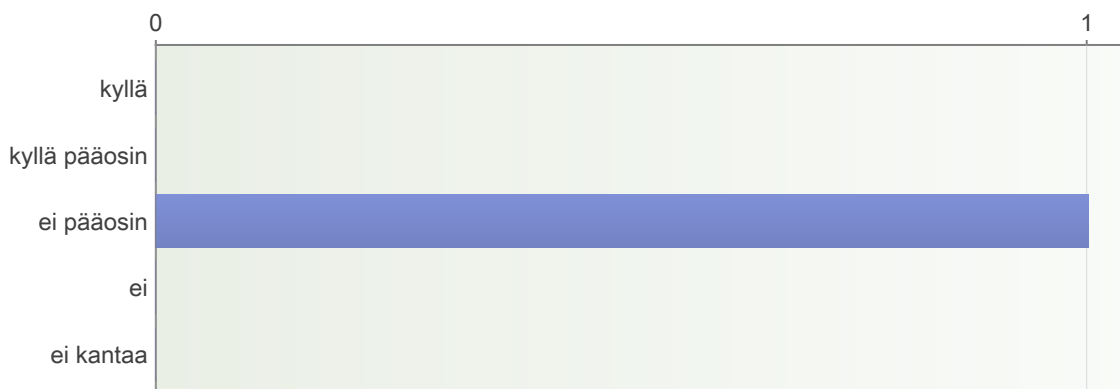 0 1
kyllä
kyllä pääosin
ei pääosin
ei
ei kantaa